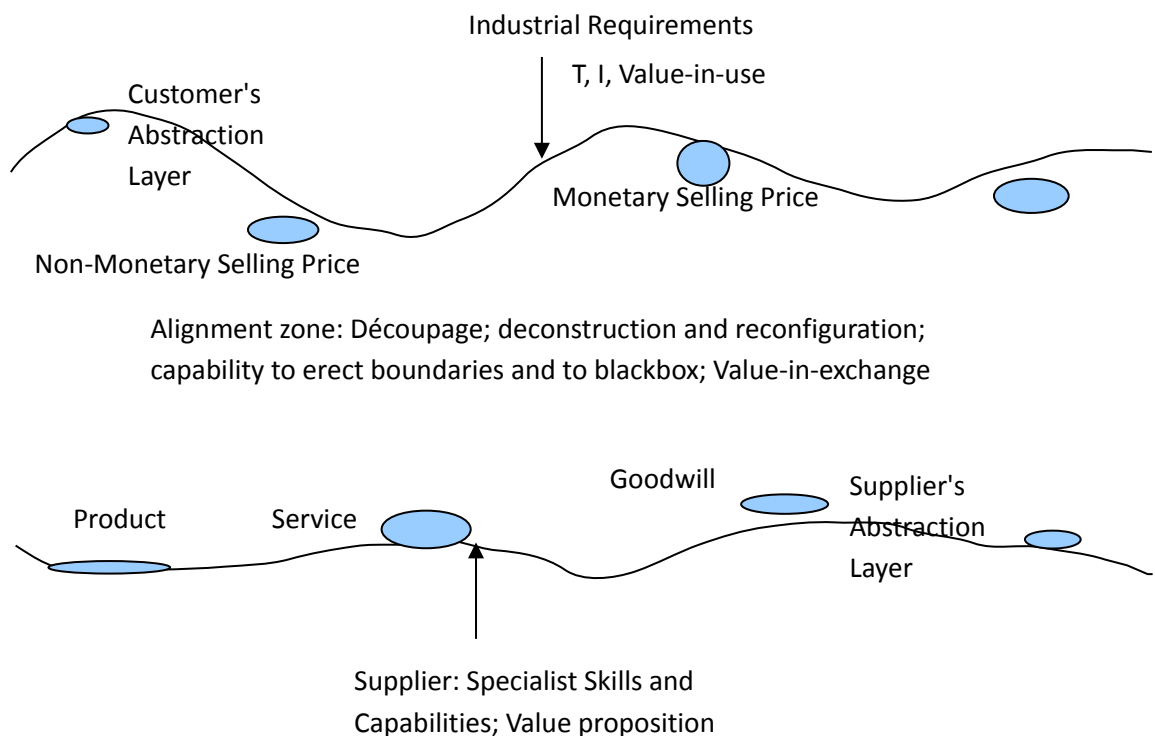 Industrial Requirements
T, I, Value-in-use
Customer's
Abstraction
Layer
Monetary Selling Price
Non-Monetary Selling Price
Alignment zone: Découpage; deconstruction and reconfiguration;
capability to erect boundaries and to blackbox; Value-in-exchange
Goodwill
Supplier's
Abstraction
Layer
Product
Service
Supplier: Specialist Skills and
Capabilities; Value proposition